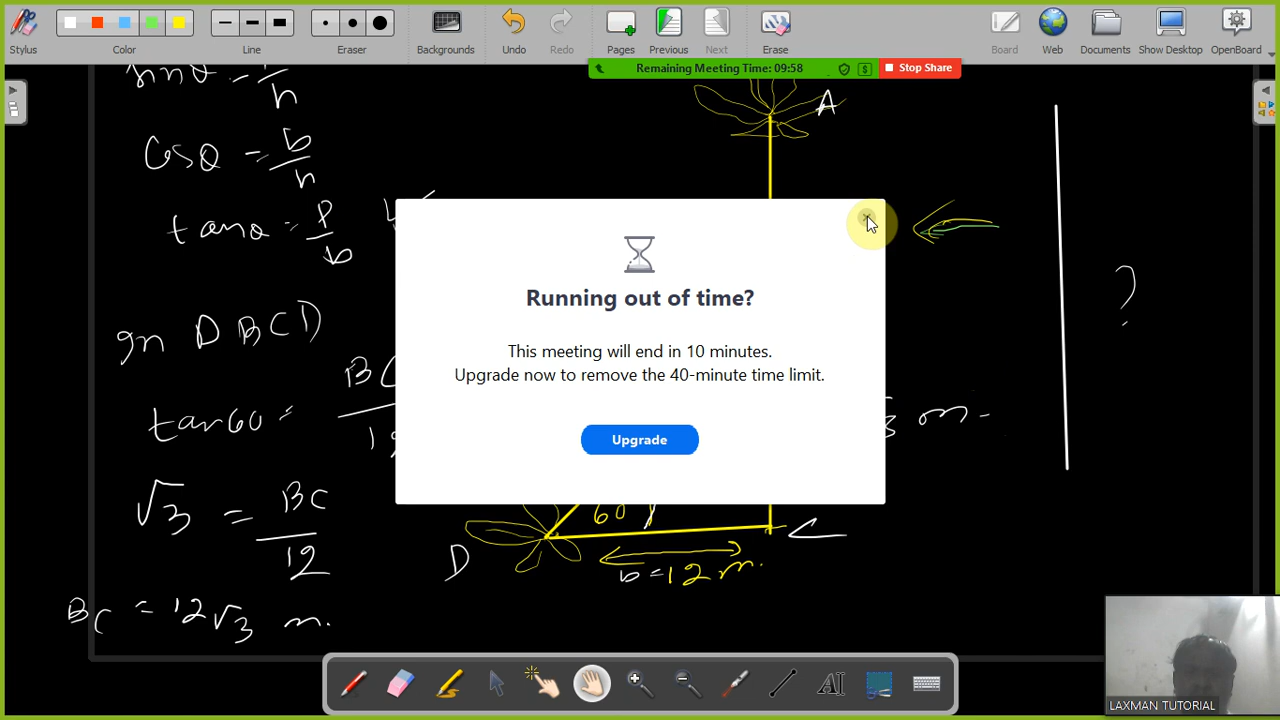 Stylus Color Line Eraser Backgrounds Undo Redo Pages Previous Next Erase Board Web Documents Show Desktop OpenBoard
Remaining Meeting Time: 09:58 Stop Share
sinθ = h
A
Cosθ = b/h
tanθ = P/b
Running out of time?
This meeting will end in 10 minutes.
Upgrade now to remove the 40-minute time limit.
Upgrade
?
In Δ BCD
tan60 =
m
√3 = BC/12
60
D
b = 12 m.
BC = 12√3 m.
LAXMAN TUTORIAL